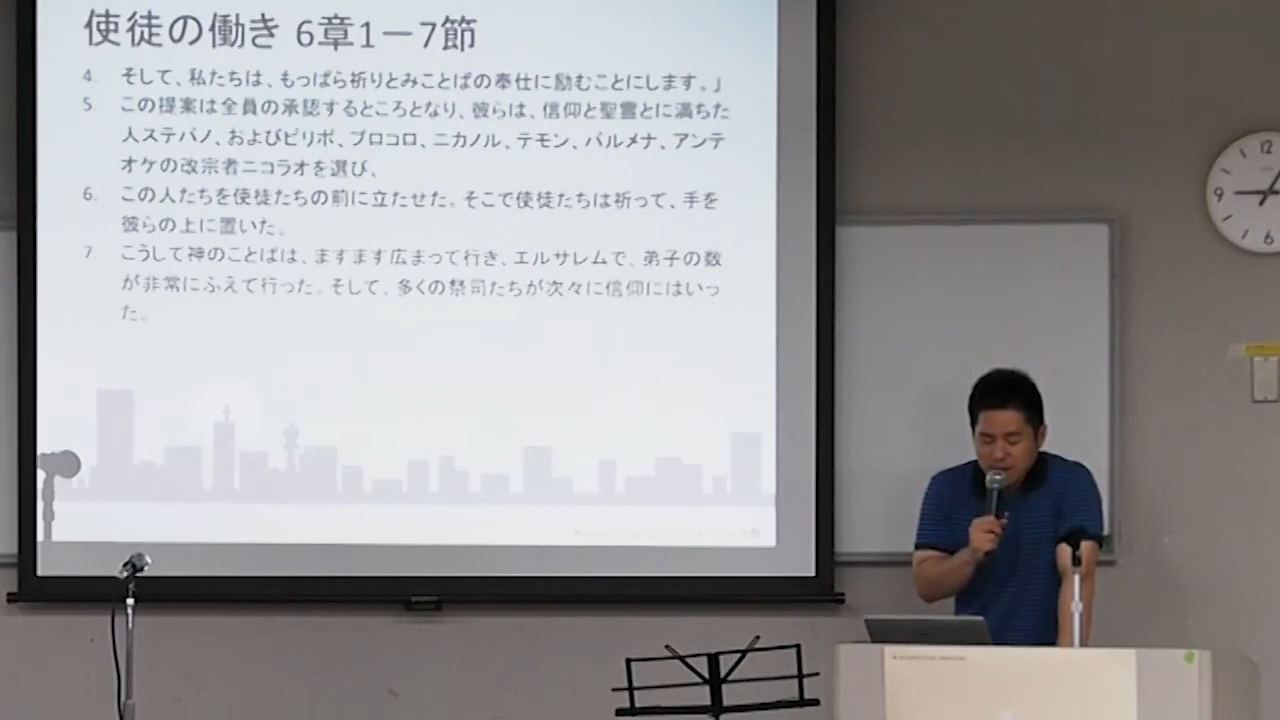 使徒の働き 6章1－7節
4. そして、私たちは、もっぱら祈りとみことばの奉仕に励むことにします。」
5. この提案は全員の承認するところとなり、彼らは、信仰と聖霊とに満ちた
人ステパノ、およびピリポ、プロコロ、ニカノル、テモン、パルメナ、アンテ
オケの改宗者ニコラオを選び、
6. この人たちを使徒たちの前に立たせた。そこで使徒たちは祈って、手を
彼らの上に置いた。
7. こうして神のことばは、ますます広まって行き、エルサレムで、弟子の数
が非常にふえて行った。そして、多くの祭司たちが次々に信仰にはいっ
た。
12
9
6